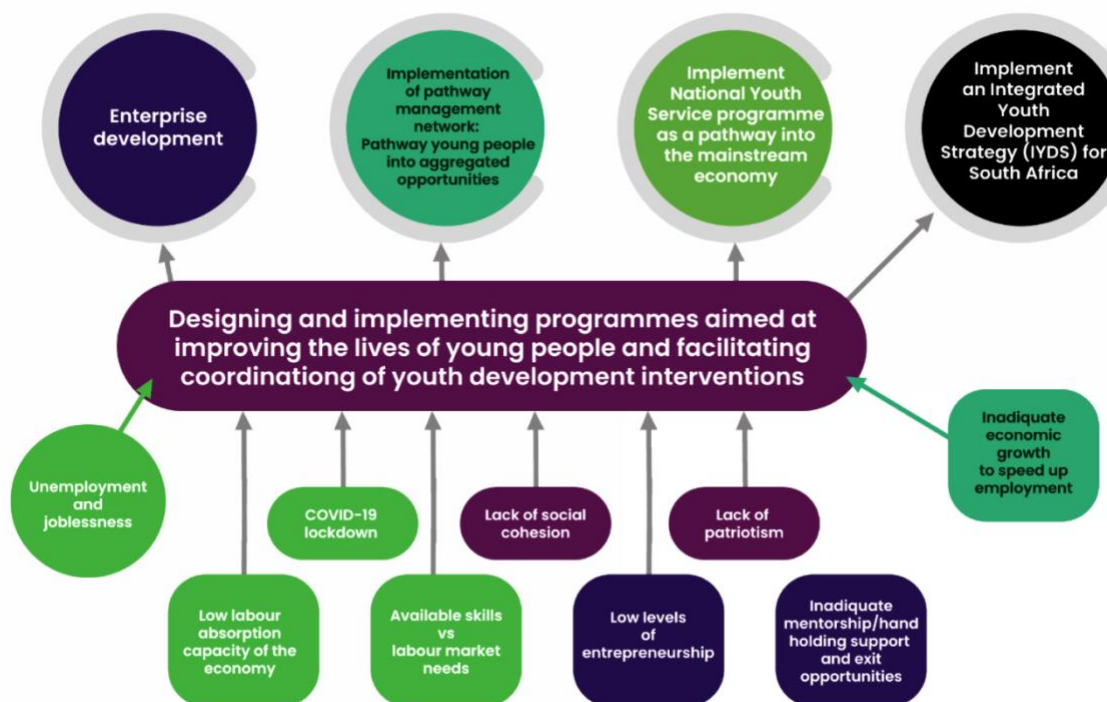 Enterprise
development
Implementation
of pathway
management
network:
Pathway young people
into aggregated
opportunities
Implement
National Youth
Service programme
as a pathway into
the mainstream
economy
Implement
an Integrated
Youth
Development
Strategy (IYDS) for
South Africa
Designing and implementing programmes aimed at
improving the lives of young people and facilitating
coordinationg of youth development interventions
Unemployment
and
joblessness
COVID-19
lockdown
Lack of social
cohesion
Lack of
patriotism
Inadiquate
economic
growth
to speed up
employment
Low labour
absorption
capacity of the
economy
Available skills
vs
labour market
needs
Low levels
of
entrepreneurship
Inadiquate
mentorship/hand
holding support
and exit
opportunities